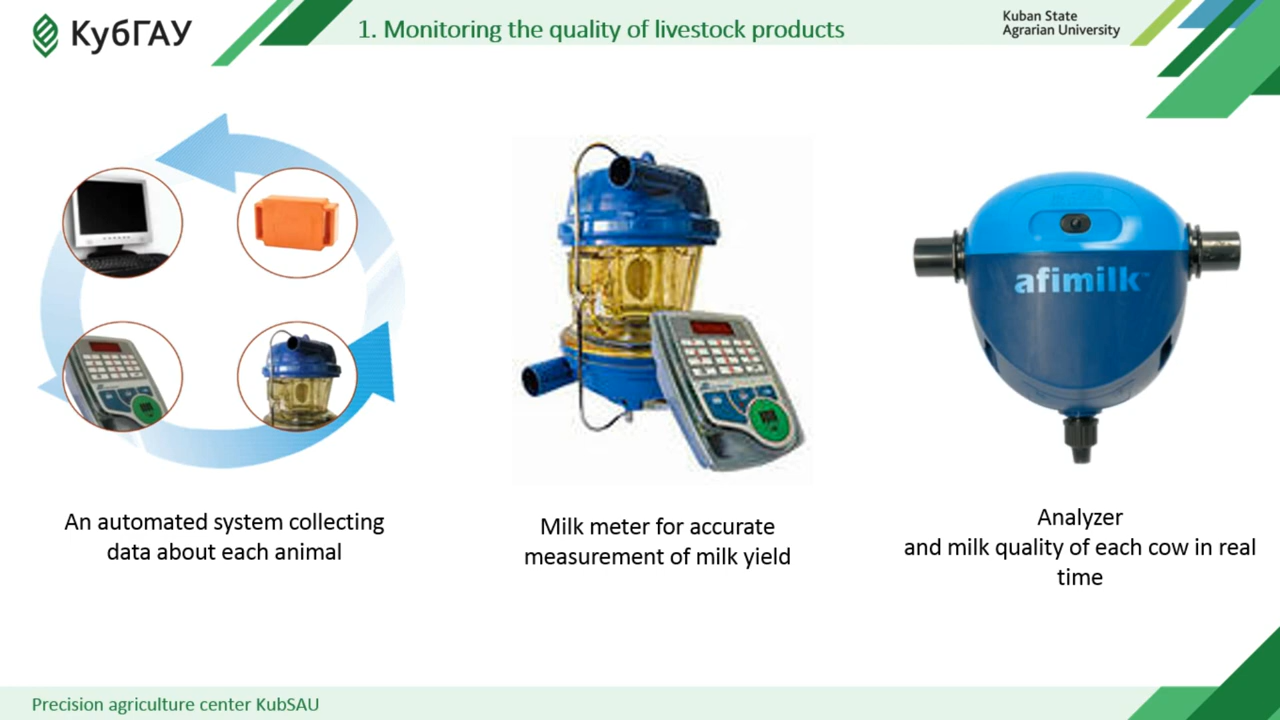 КубГАУ
1. Monitoring the quality of livestock products
Kuban State
Agrarian University
afimilk
An automated system collecting
data about each animal
Milk meter for accurate
measurement of milk yield
Analyzer
and milk quality of each cow in real
time
Precision agriculture center KubSAU